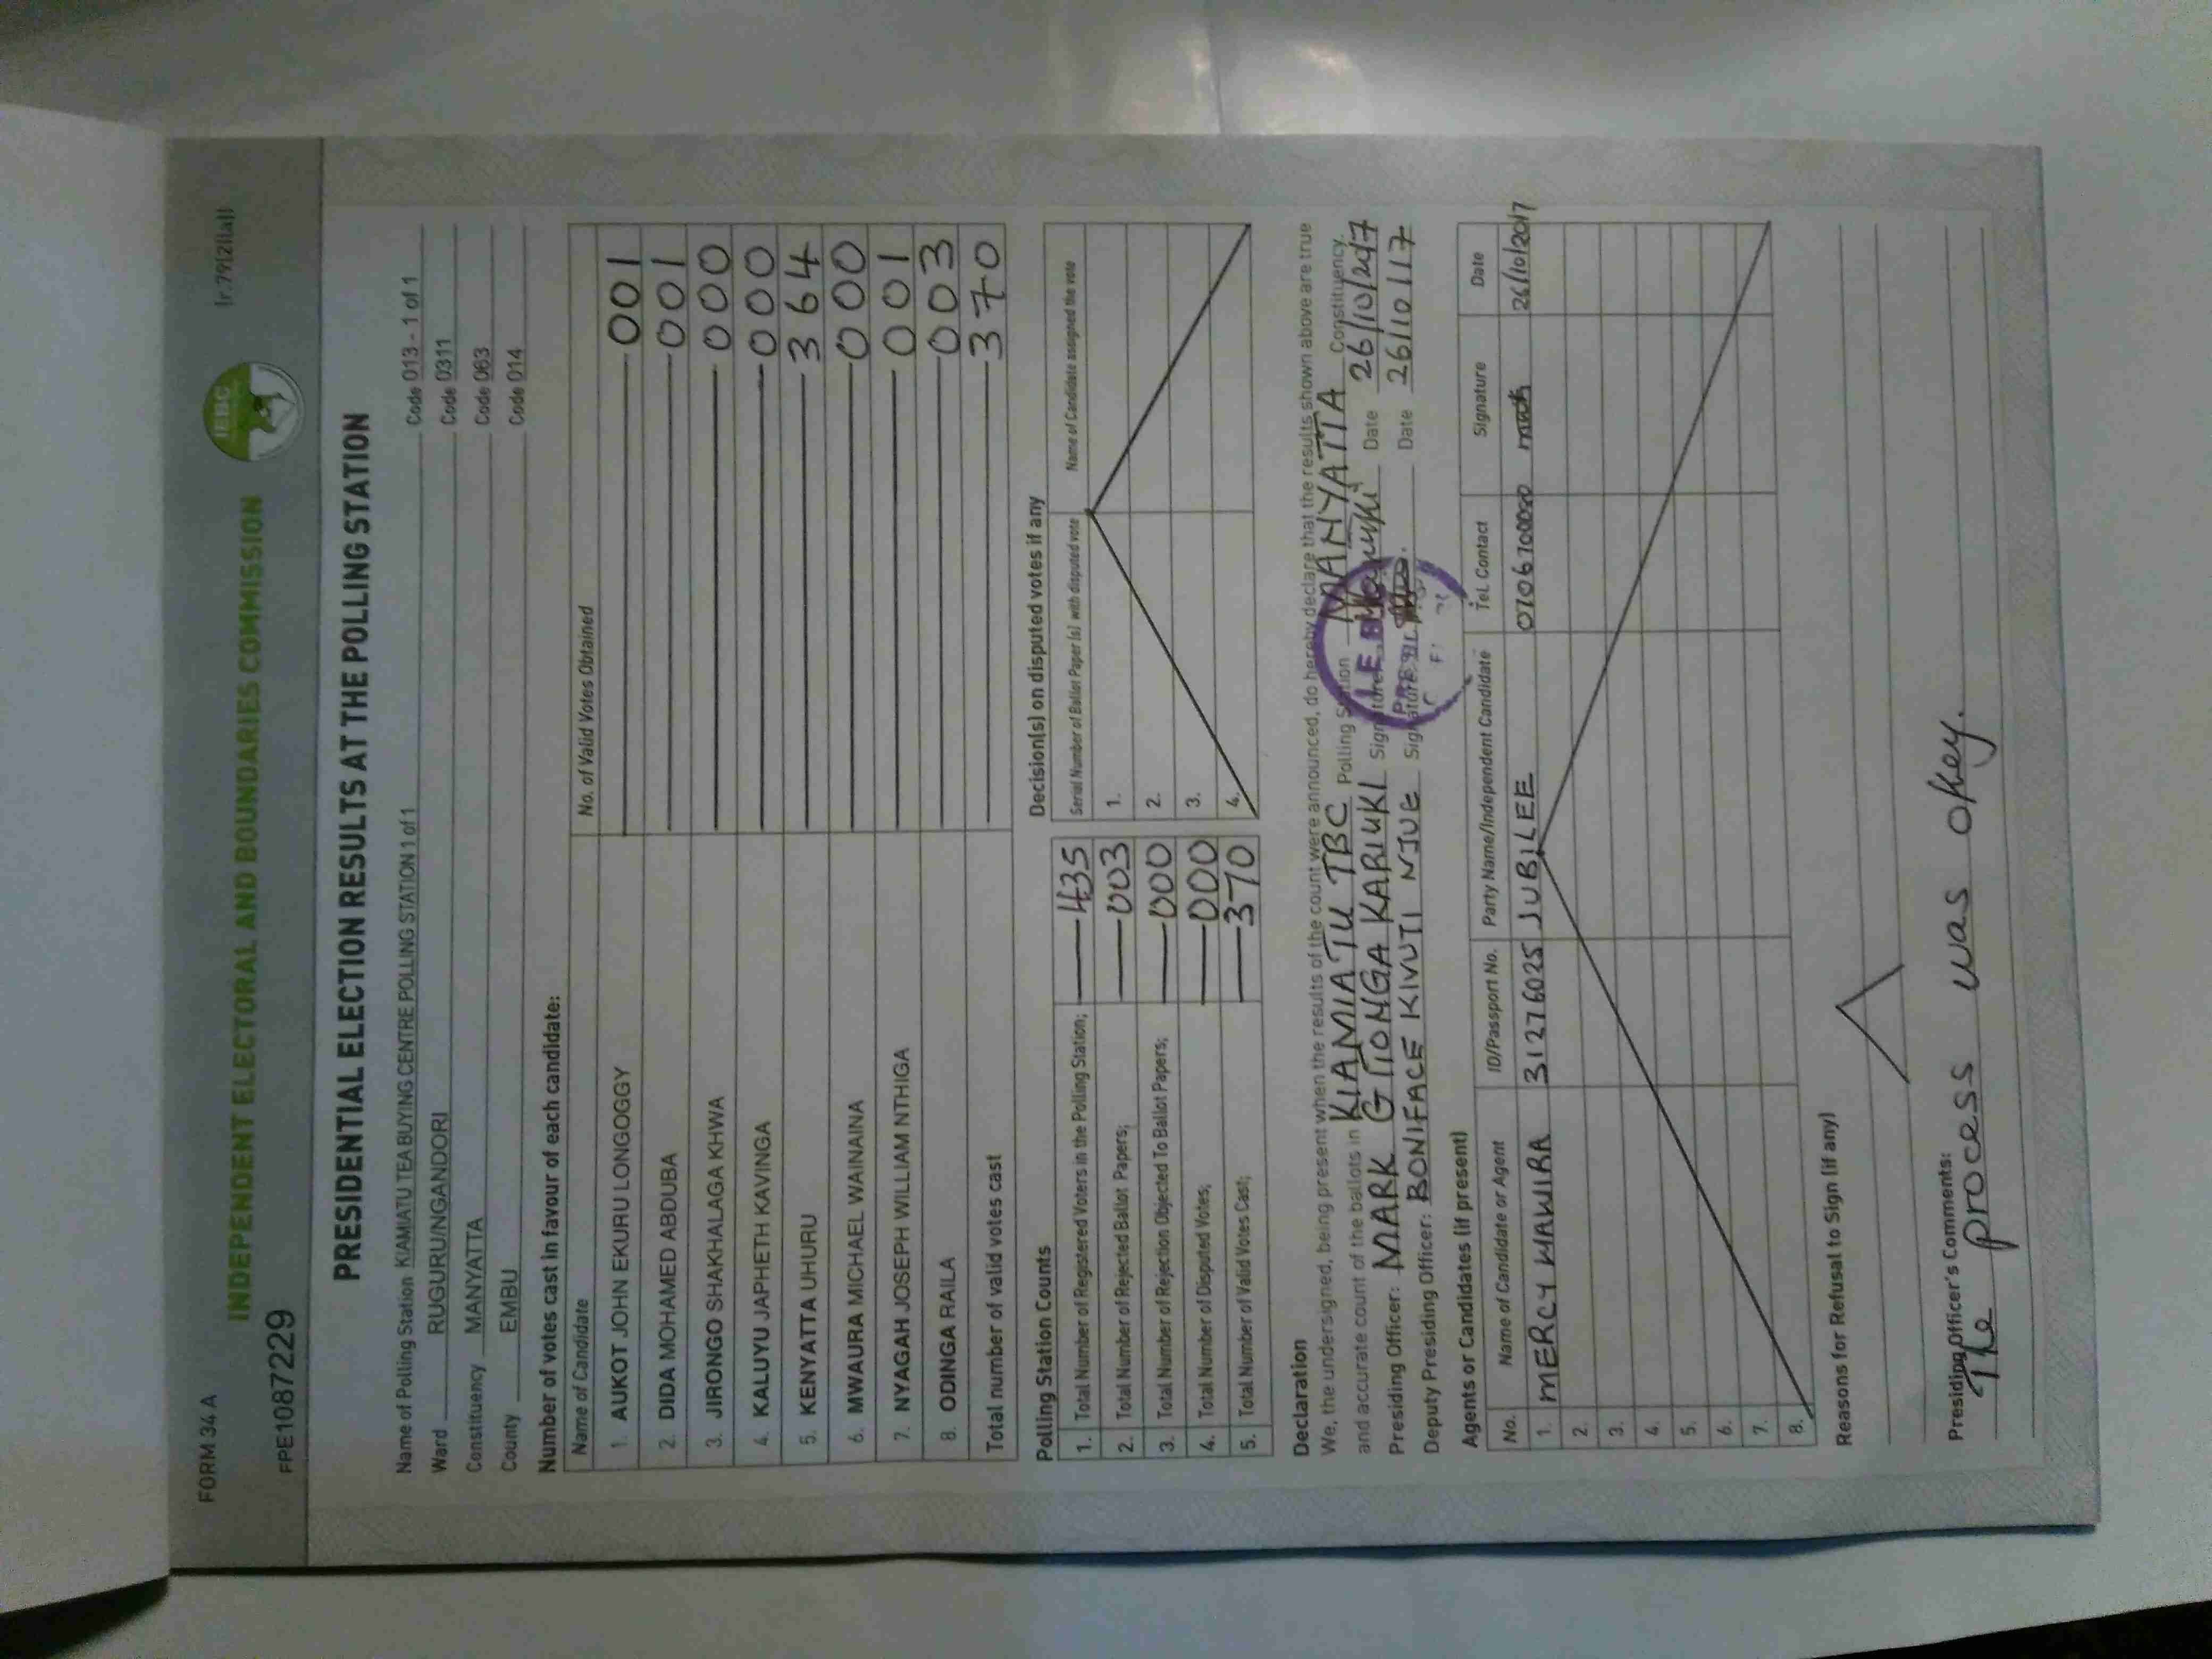 FORM 34 A
INDEPENDENT ELECTORAL AND BOUNDARIES COMMISSION
IEBC
(r.79(2)(a))
FPE1087229
PRESIDENTIAL ELECTION RESULTS AT THE POLLING STATION
Name of Polling Station KIAMIATU TEA BUYING CENTRE POLLING STATION 1 of 1 Code 013 - 1 of 1
Ward RUGURU/NGANDORI Code 0311
Constituency MANYATTA Code 063
County EMBU Code 014
Number of votes cast in favour of each candidate:
Name of Candidate No. of Valid Votes Obtained
1. AUKOT JOHN EKURU LONGOGGY 001
2. DIDA MOHAMED ABDUBA 001
3. JIRONGO SHAKHALAGA KHWA 000
4. KALUYU JAPHETH KAVINGA 000
5. KENYATTA UHURU 364
6. MWAURA MICHAEL WAINAINA 000
7. NYAGAH JOSEPH WILLIAM NTHIGA 001
8. ODINGA RAILA 003
Total number of valid votes cast 370
Polling Station Counts
1. Total Number of Registered Voters in the Polling Station; 435
2. Total Number of Rejected Ballot Papers; 003
3. Total Number of Rejection Objected To Ballot Papers; 000
4. Total Number of Disputed Votes; 000
5. Total Number of Valid Votes Cast; 370
Decision(s) on disputed votes if any
Serial Number of Ballot Paper (s) with disputed vote Name of Candidate assigned the vote
1.
2.
3.
4.
Declaration
We, the undersigned, being present when the results of the count were announced, do hereby declare that the results shown above are true
and accurate count of the ballots in KIAMIATU TBC Polling Station MANYATTA Constituency.
Presiding Officer: MARK GITONGA KARIUKI Signature Date 26/10/2017
Deputy Presiding Officer: BONIFACE KIVUTI NJUE Signature Date 26/10/17
Agents or Candidates (if present)
No. Name of Candidate or Agent ID/Passport No. Party Name/Independent Candidate Tel. Contact Signature Date
1. MERCY WAWIRA 31276025 JUBILEE 0706700080 26/10/2017
2.
3.
4.
5.
6.
7.
8.
Reasons for Refusal to Sign (if any)
Presiding Officer's Comments:
The process was okey.